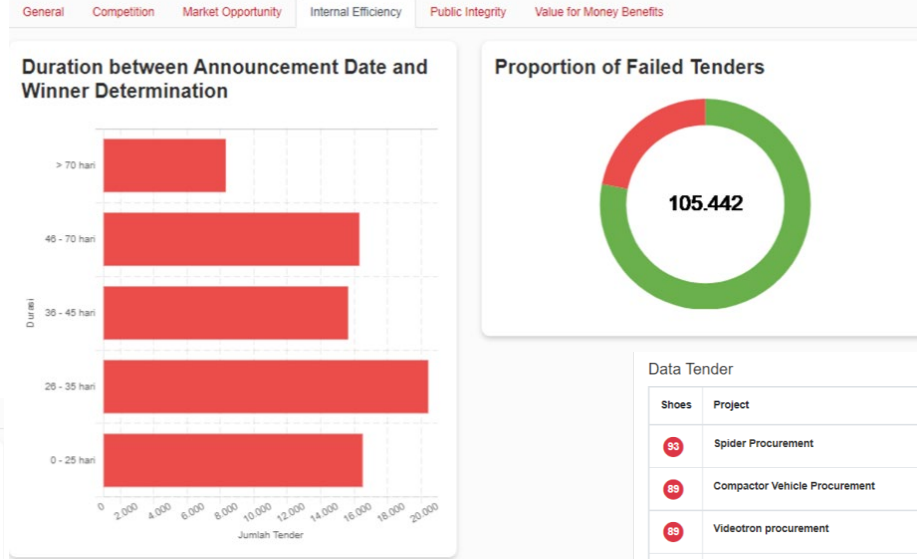 General Competition Market Opportunity Internal Efficiency Public Integrity Value for Money Benefits
Duration between Announcement Date and
Winner Determination
> 70 hari
46 - 70 hari
36 - 45 hari
26 - 35 hari
0 - 25 hari
Durasi
0 2.000 4.000 6.000 8.000 10.000 12.000 14.000 16.000 18.000 20.000
Jumlah Tender
Proportion of Failed Tenders
105.442
Data Tender
Shoes Project
93 Spider Procurement
89 Compactor Vehicle Procurement
89 Videotron procurement